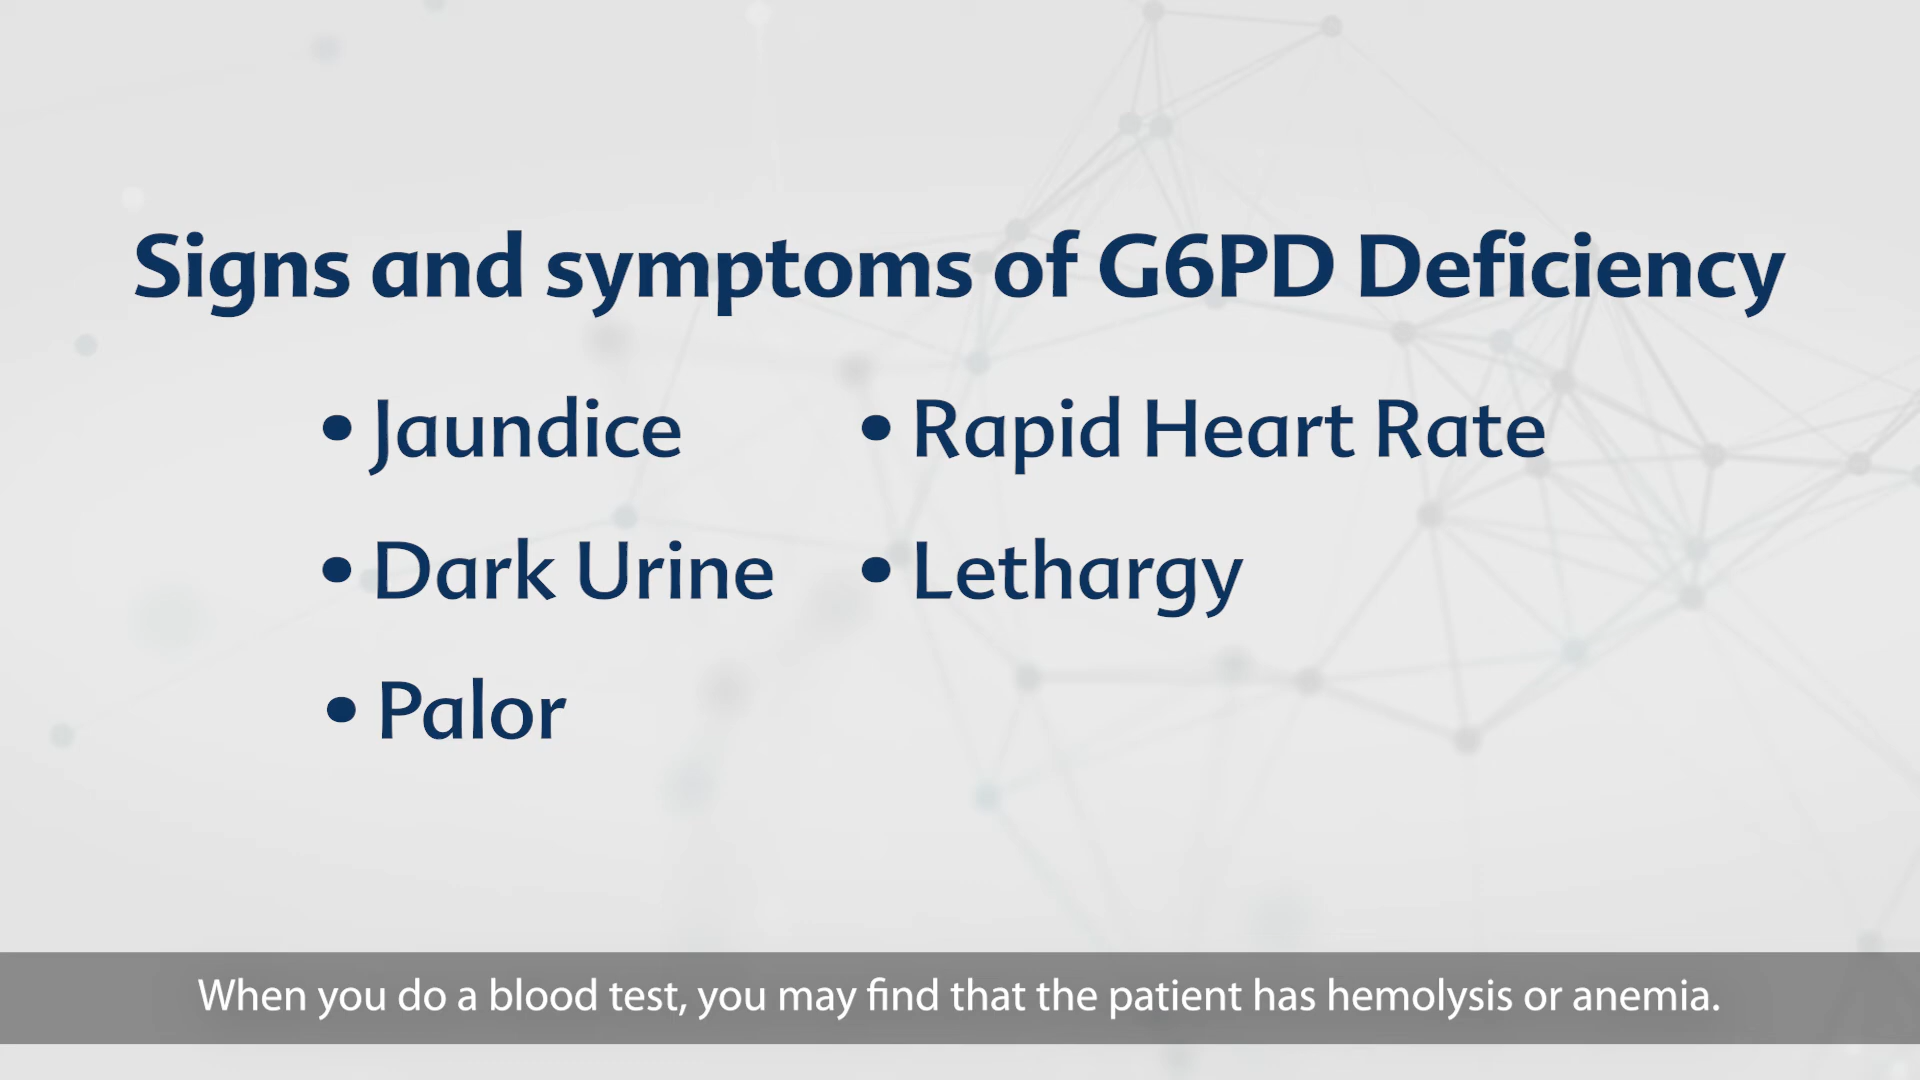 Signs and symptoms of G6PD Deficiency
• Jaundice
• Dark Urine
• Palor
• Rapid Heart Rate
• Lethargy
When you do a blood test, you may find that the patient has hemolysis or anemia.